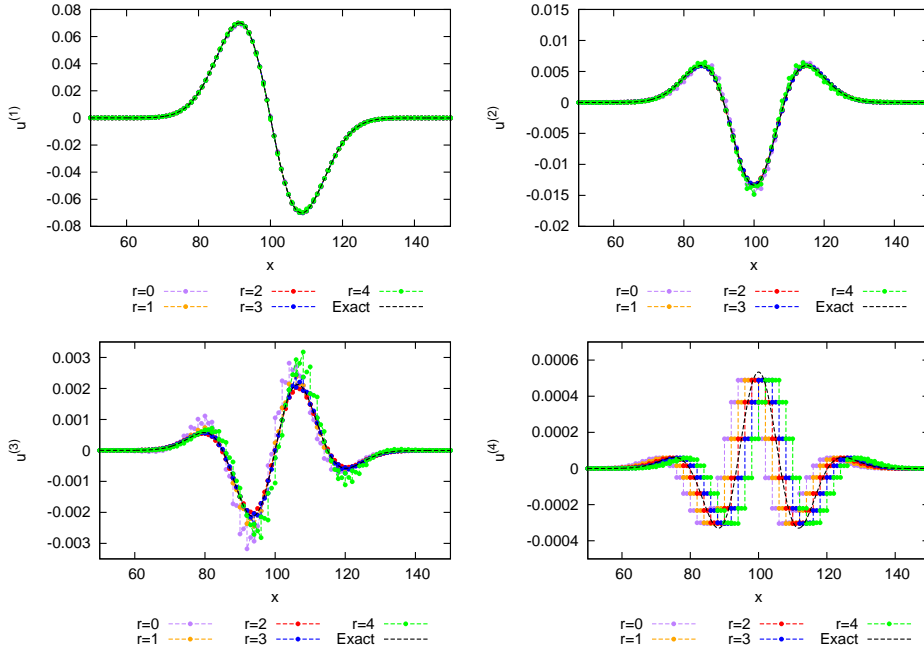 0.08
0.06
0.04
0.02
0
-0.02
-0.04
-0.06
-0.08
u(1)
60 80 100 120 140
x
r=0 r=2 r=4
r=1 r=3 Exact
0.015
0.01
0.005
0
-0.005
-0.01
-0.015
-0.02
u(2)
60 80 100 120 140
x
r=0 r=2 r=4
r=1 r=3 Exact
0.003
0.002
0.001
0
-0.001
-0.002
-0.003
u(3)
60 80 100 120 140
x
r=0 r=2 r=4
r=1 r=3 Exact
0.0006
0.0004
0.0002
0
-0.0002
-0.0004
u(4)
60 80 100 120 140
x
r=0 r=2 r=4
r=1 r=3 Exact